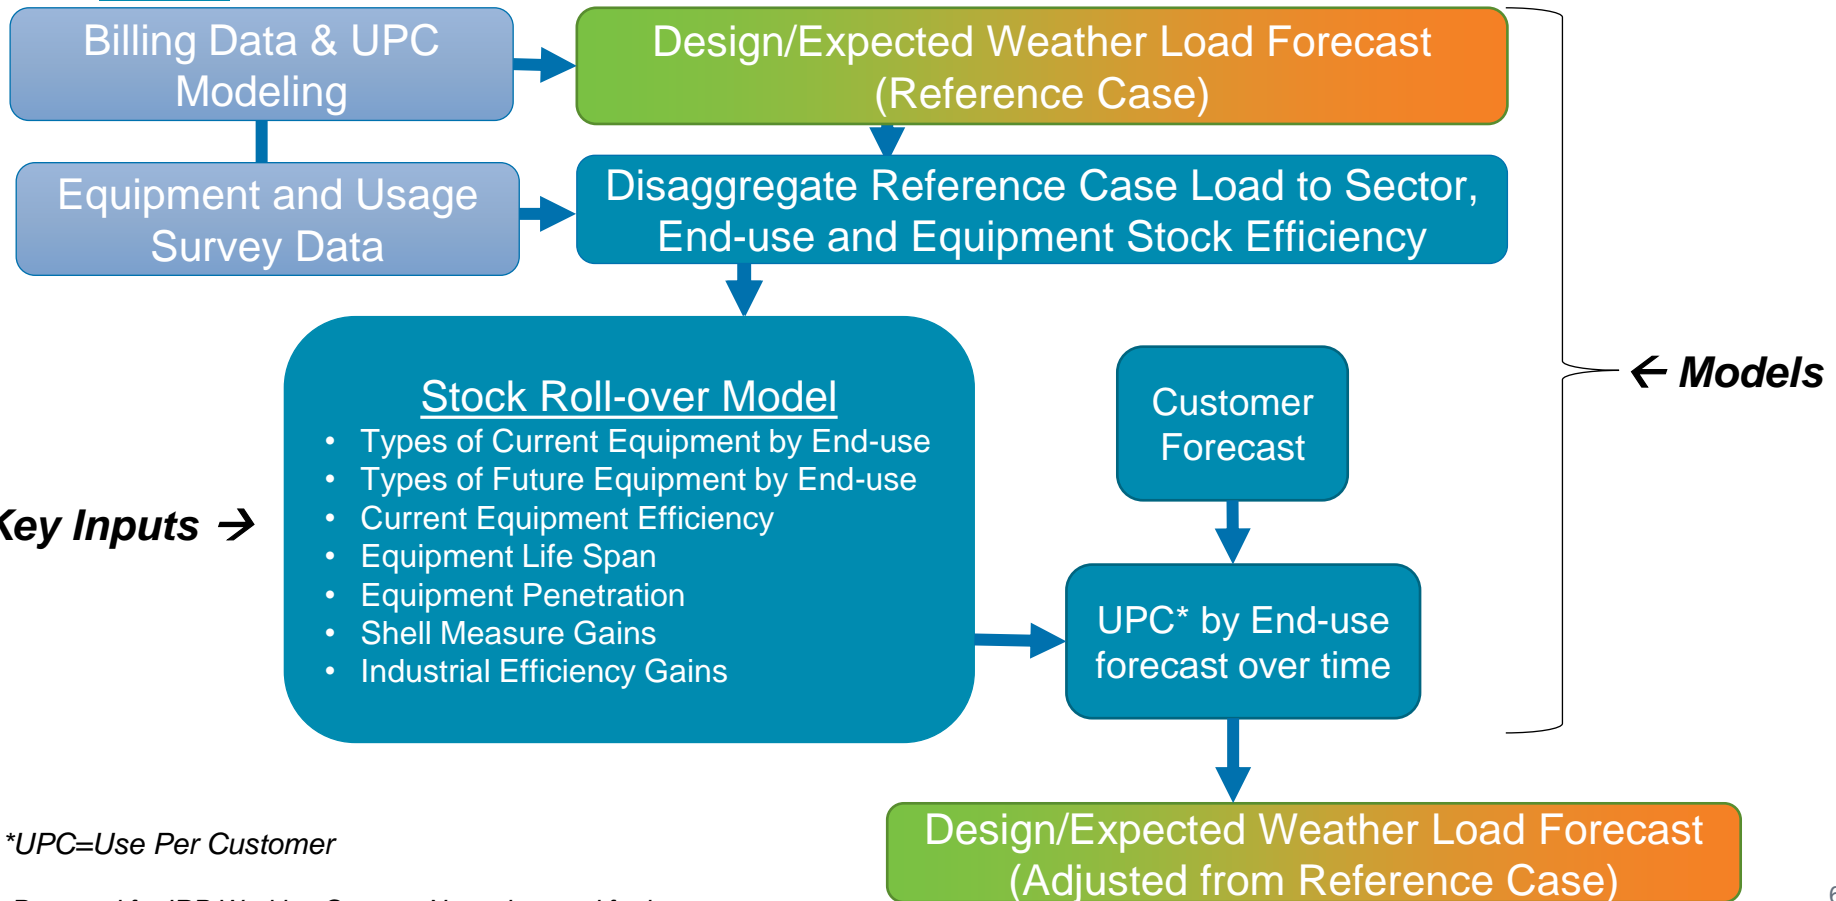 Billing Data & UPC
Modeling
Design/Expected Weather Load Forecast
(Reference Case)
Equipment and Usage
Survey Data
Disaggregate Reference Case Load to Sector,
End-use and Equipment Stock Efficiency
Stock Roll-over Model
• Types of Current Equipment by End-use
• Types of Future Equipment by End-use
• Current Equipment Efficiency
• Equipment Life Span
• Equipment Penetration
• Shell Measure Gains
• Industrial Efficiency Gains
Key Inputs →
Customer
Forecast
← Models
UPC* by End-use
forecast over time
Design/Expected Weather Load Forecast
(Adjusted from Reference Case)
*UPC=Use Per Customer
6